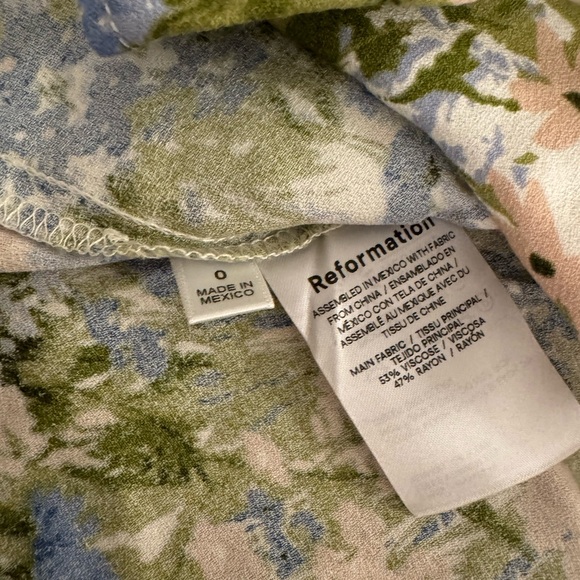 0
MADE IN
MEXICO
Reformation
ASSEMBLED IN MEXICO WITH FABRIC
FROM CHINA / ENSAMBLADO EN
MÉXICO CON TELA DE CHINA /
ASSEMBLÉ AU MEXIQUE AVEC DU
TISSU DE CHINE
MAIN FABRIC / TISSU PRINCIPAL /
TEJIDO PRINCIPAL
53% VISCOSE / VISCOSA
47% RAYON / RAYÓN